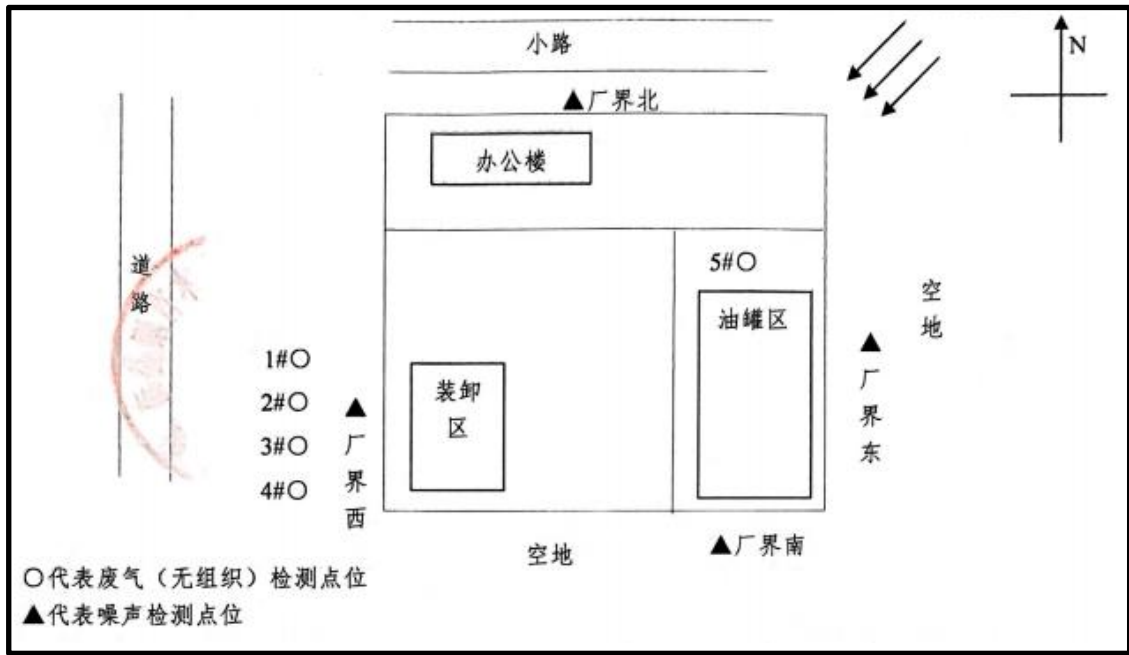 小路
N
▲厂界北
办公楼
道路
5#○
油罐区
空地
1#○
2#○
3#○
4#○
装卸区
▲厂界西
▲厂界东
空地
▲厂界南
○代表废气（无组织）检测点位
▲代表噪声检测点位